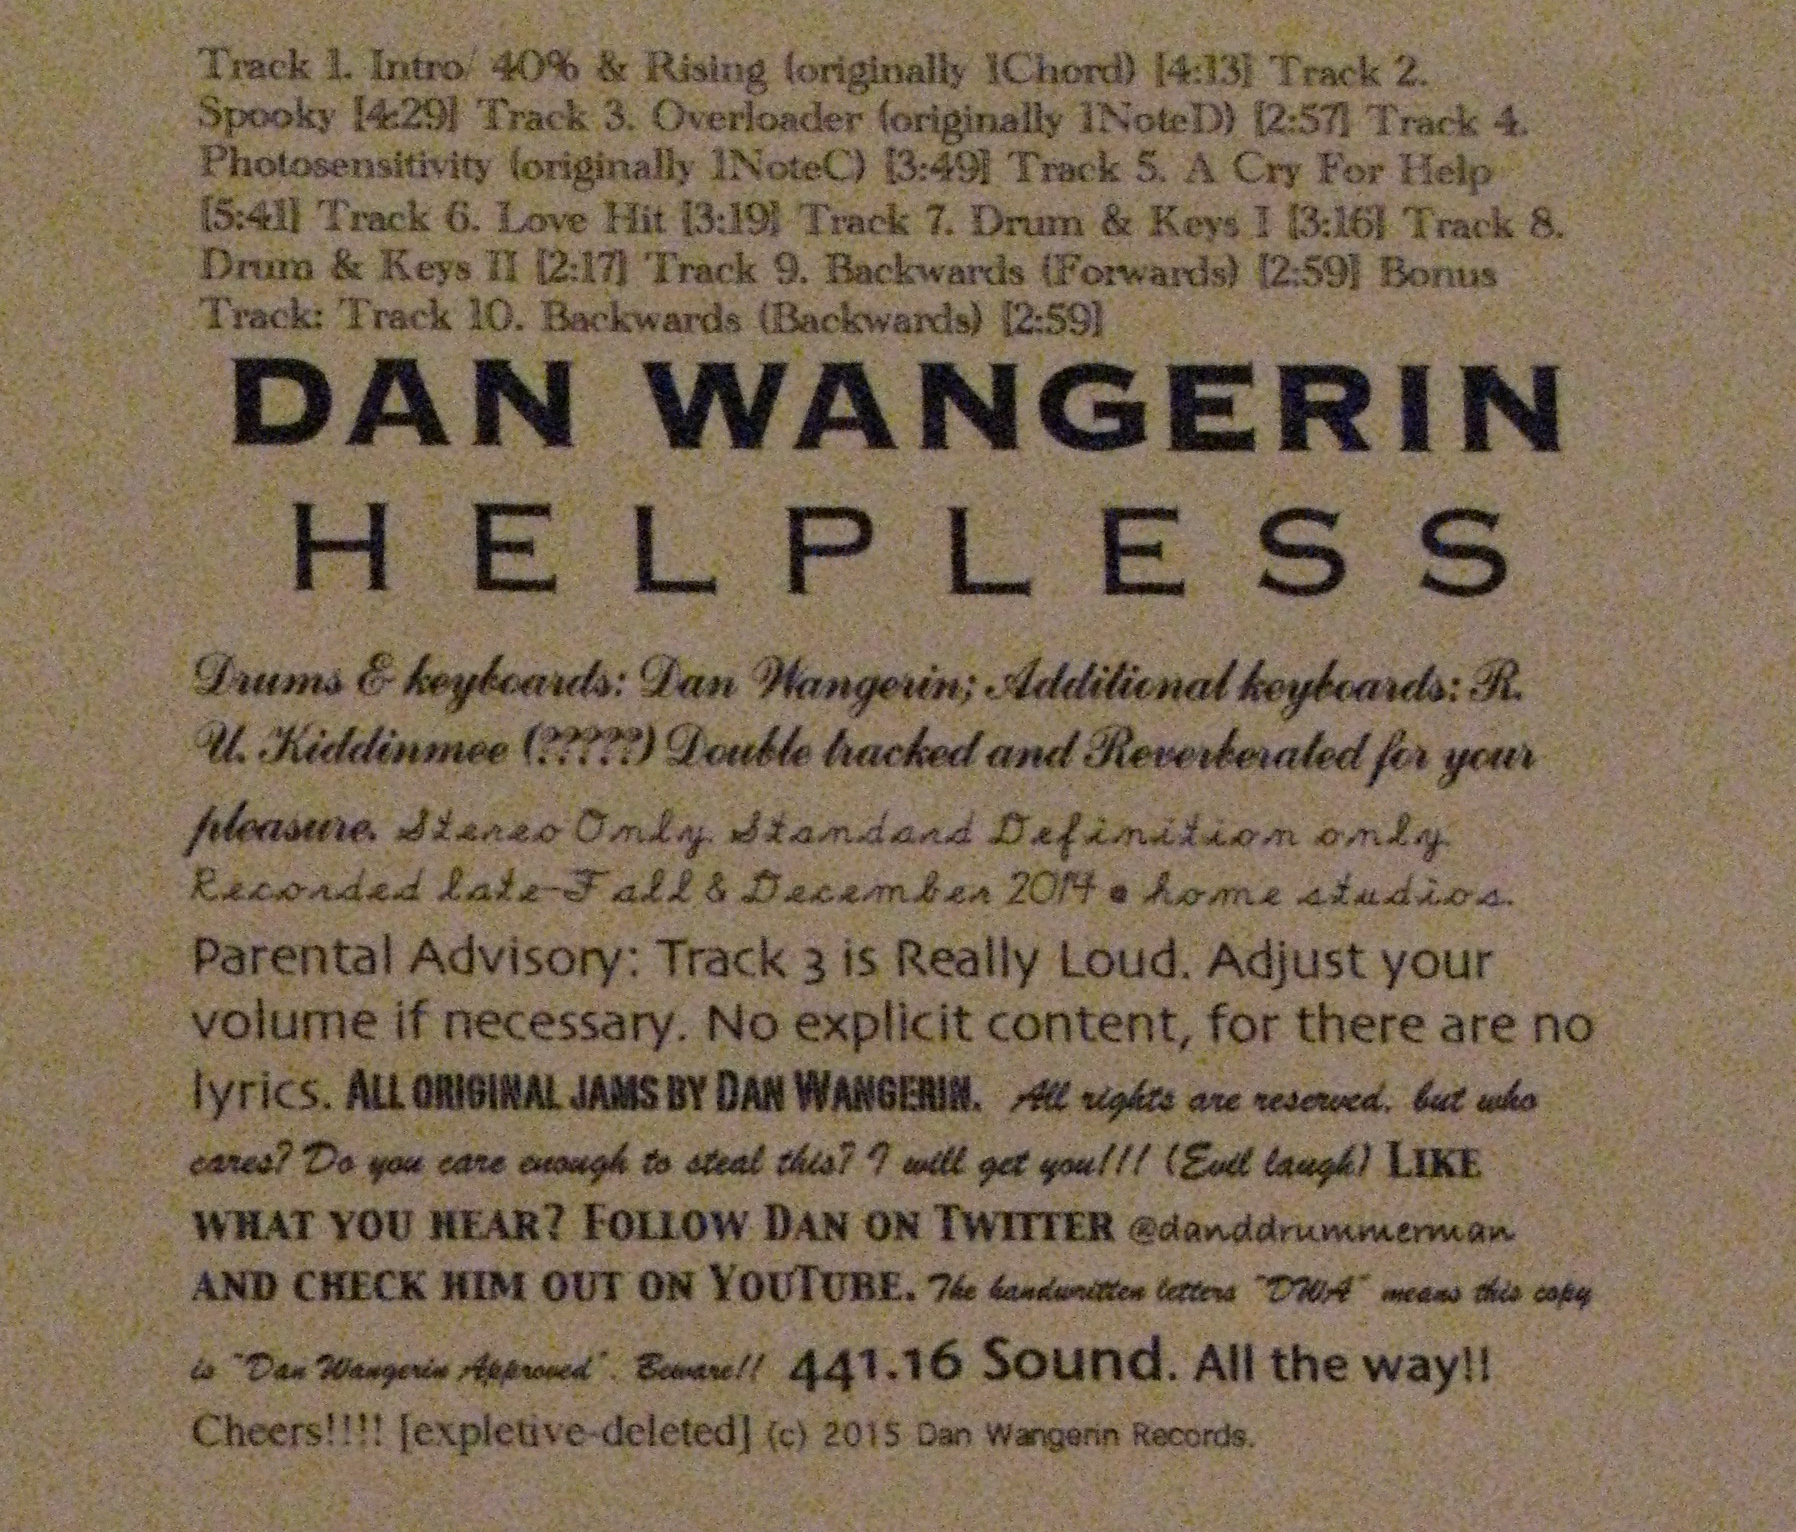 Track 1. Intro/ 40% & Rising (originally 1Chord) [4:13] Track 2.
Spooky [4:29] Track 3. Overloader (originally 1NoteD) [2:57] Track 4.
Photosensitivity (originally 1NoteC) [3:49] Track 5. A Cry For Help
[5:41] Track 6. Love Hit [3:19] Track 7. Drum & Keys I [3:16] Track 8.
Drum & Keys II [2:17] Track 9. Backwards (Forwards) [2:59] Bonus
Track: Track 10. Backwards (Backwards) [2:59]
DAN WANGERIN
HELPLESS
Drums & keyboards: Dan Wangerin; Additional keyboards: R.
U. Kiddinmee (?????) Double tracked and Reverberated for your
pleasure. Stereo Only. Standard Definition only.
Recorded late-Fall & December 2014 @ home studios.
Parental Advisory: Track 3 is Really Loud. Adjust your
volume if necessary. No explicit content, for there are no
lyrics. ALL ORIGINAL JAMS BY DAN WANGERIN. All rights are reserved, but who
cares? Do you care enough to steal this? I will get you!!! (Evil laugh) LIKE
WHAT YOU HEAR? FOLLOW DAN ON TWITTER @danddrummerman
AND CHECK HIM OUT ON YOUTUBE. The handwritten letters "DWA" means this copy
is "Dan Wangerin Approved". Beware!! 441.16 Sound. All the way!!
Cheers!!!! [expletive-deleted] (c) 2015 Dan Wangerin Records.